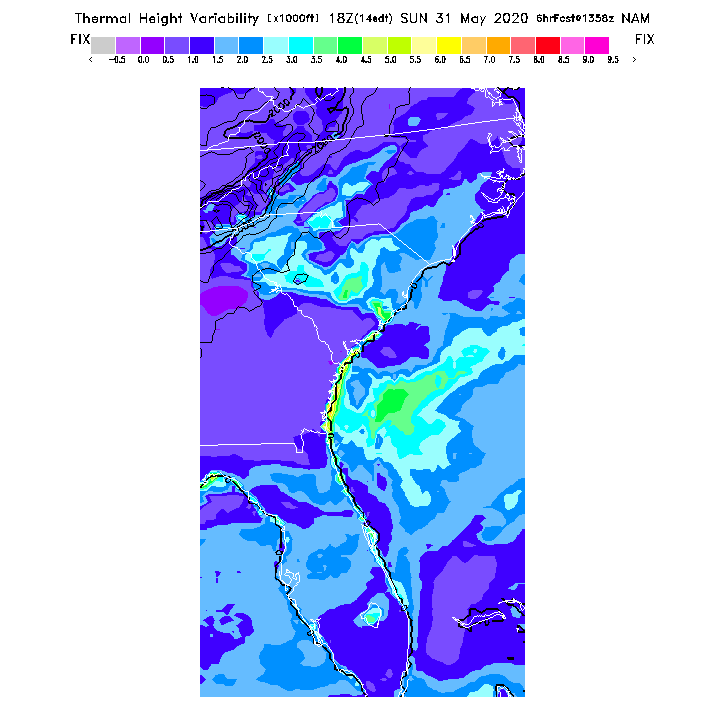 Thermal Height Variability [x1000ft] 18Z(14edt) SUN 31 May 2020 6hrFcst@1358z NAM
FIX FIX
< -0.5 0.0 0.5 1.0 1.5 2.0 2.5 3.0 3.5 4.0 4.5 5.0 5.5 6.0 6.5 7.0 7.5 8.0 8.5 9.0 9.5 >
2000